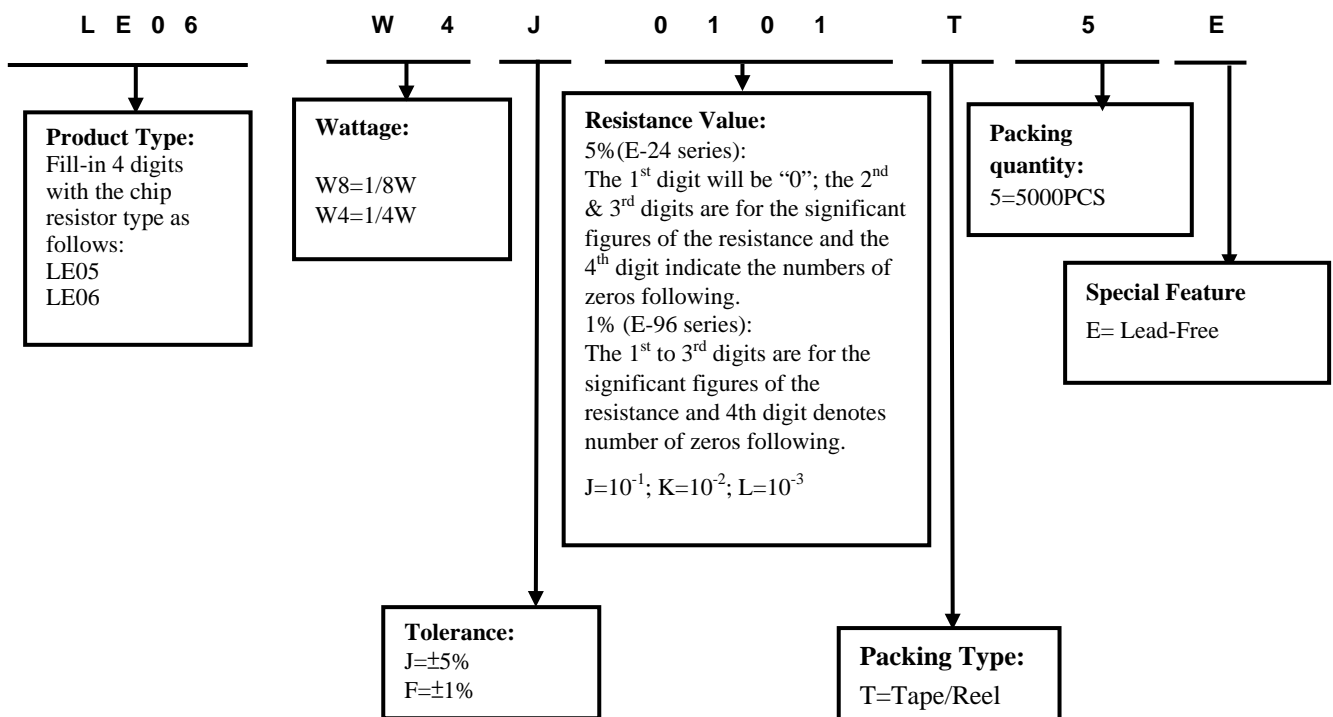 L E 0 6 W 4 J 0 1 0 1 T 5 E
Product Type:
Fill-in 4 digits
with the chip
resistor type as
follows:
LE05
LE06
Wattage:
W8=1/8W
W4=1/4W
Resistance Value:
5%(E-24 series):
The 1st digit will be “0”; the 2nd
& 3rd digits are for the significant
figures of the resistance and the
4th digit indicate the numbers of
zeros following.
1% (E-96 series):
The 1st to 3rd digits are for the
significant figures of the
resistance and 4th digit denotes
number of zeros following.
J=10-1; K=10-2; L=10-3
Packing
quantity:
5=5000PCS
Special Feature
E= Lead-Free
Tolerance:
J=±5%
F=±1%
Packing Type:
T=Tape/Reel